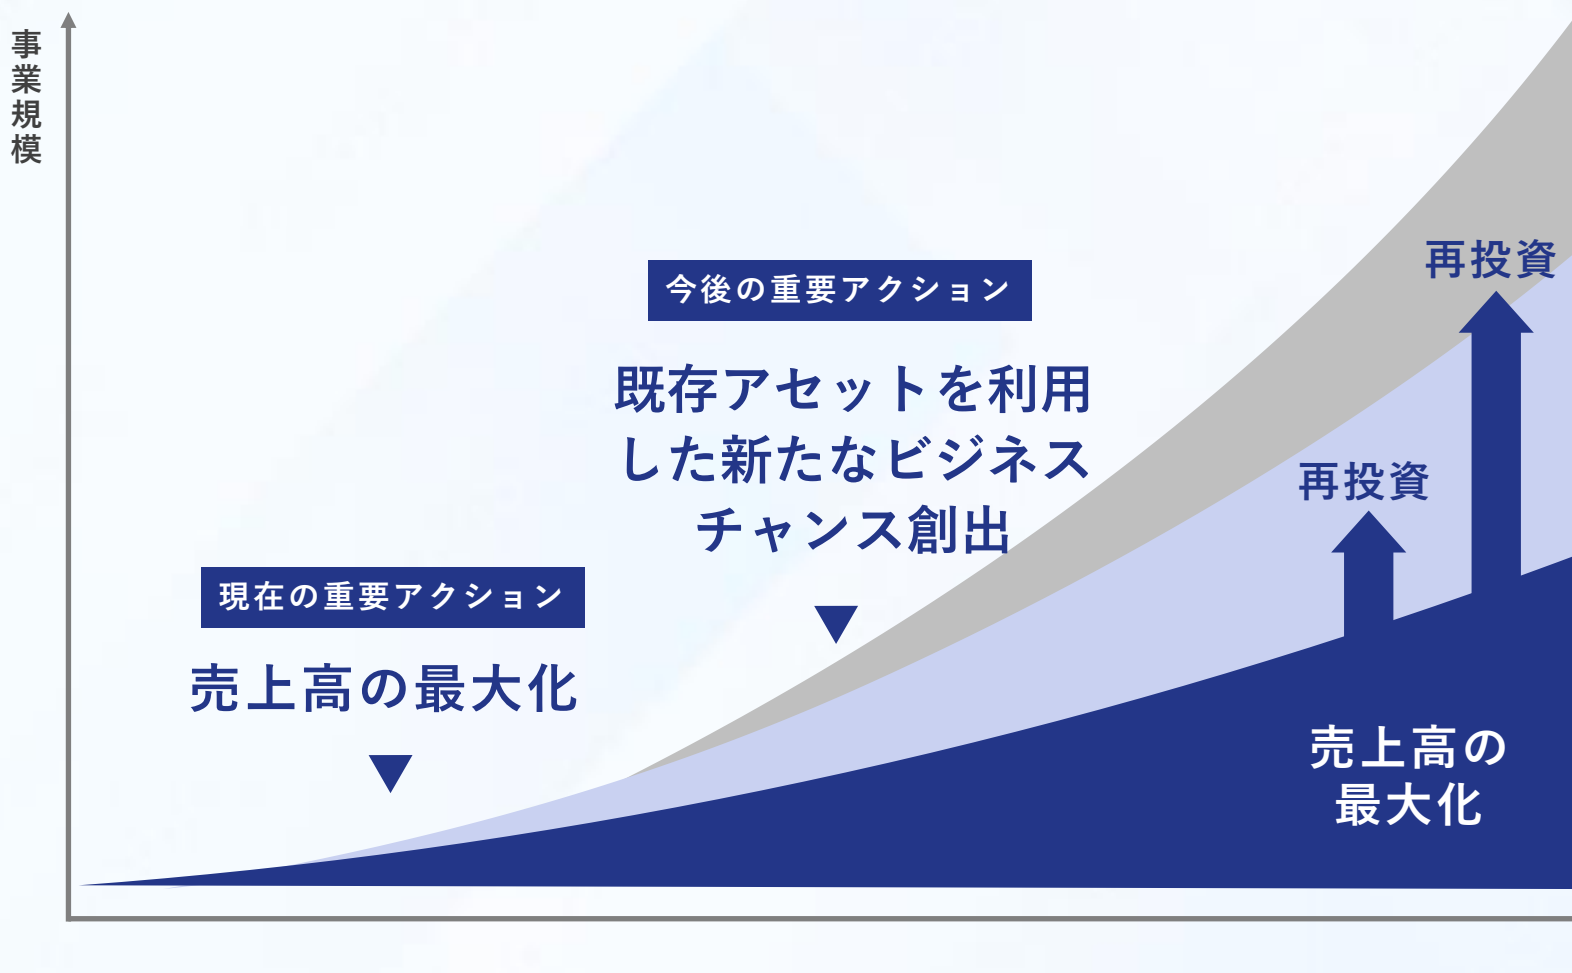 事業規模
今後の重要アクション
既存アセットを利用
した新たなビジネス
チャンス創出
現在の重要アクション
売上高の最大化
再投資
再投資
売上高の
最大化